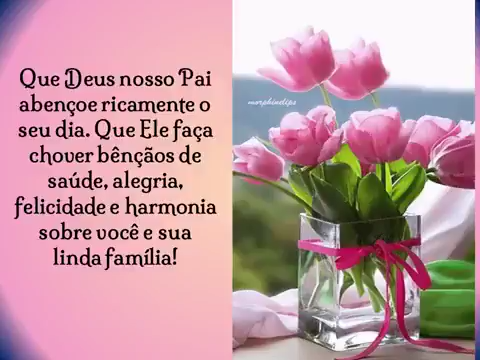 Que Deus nosso Pai
abençoe ricamente o
seu dia. Que Ele faça
chover bênçãos de
saúde, alegria,
felicidade e harmonia
sobre você e sua
linda família!
morphineclips